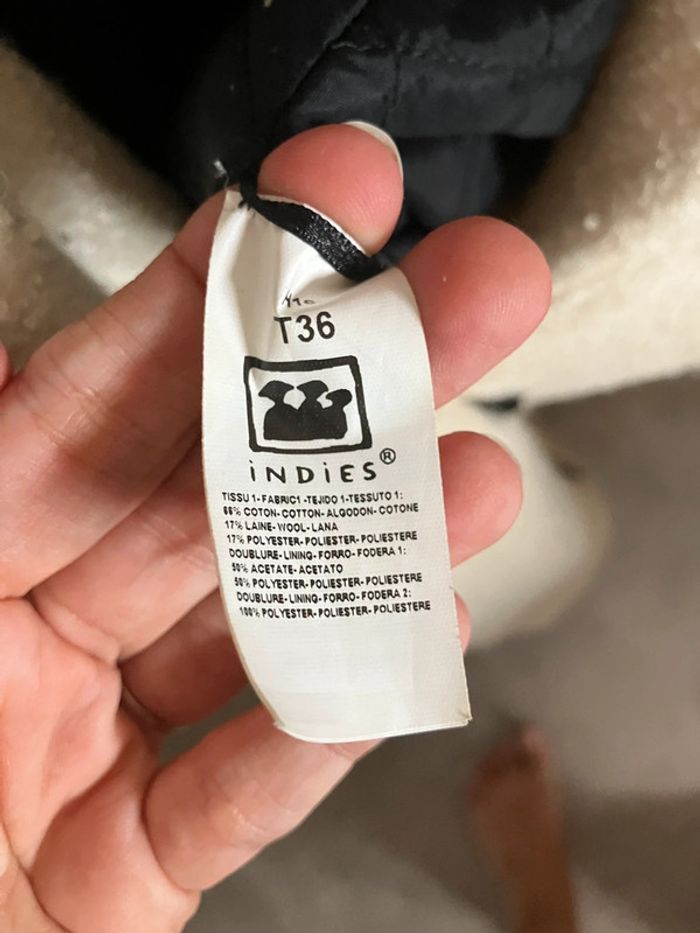 T36
iNDiES®
TISSU 1- FABRIC1 -TEJIDO 1-TESSUTO 1:
66% COTON- COTTON- ALGODON- COTONE
17% LAINE- WOOL- LANA
17% POLYESTER- POLIESTER- POLIESTERE
DOUBLURE- LINING- FORRO- FODERA 1:
50% ACETATE- ACETATO
50% POLYESTER- POLIESTER- POLIESTERE
DOUBLURE- LINING- FORRO- FODERA 2:
100% POLYESTER- POLIESTER- POLIESTERE